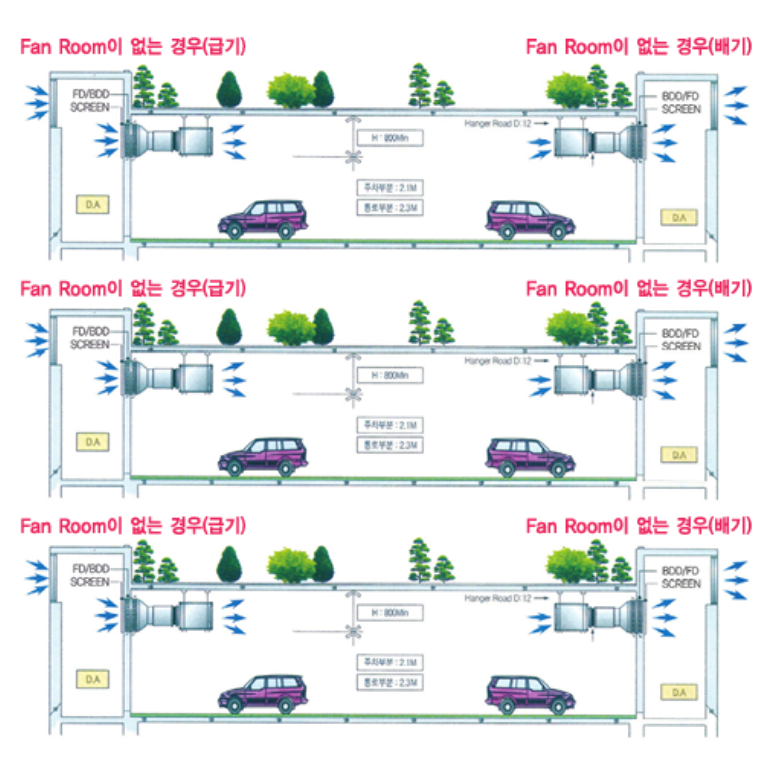 Fan Room이 없는 경우(급기) Fan Room이 없는 경우(배기)
FD/BDD BDD/FD
SCREEN SCREEN
Hanger Road D:12
H : 800Min
주차부분 : 2.1M
D.A D.A
통로부분 : 2.3M
Fan Room이 없는 경우(급기) Fan Room이 없는 경우(배기)
FD/BDD BDD/FD
SCREEN SCREEN
Hanger Road D:12
H : 800Min
주차부분 : 2.1M
D.A D.A
통로부분 : 2.3M
Fan Room이 없는 경우(급기) Fan Room이 없는 경우(배기)
FD/BDD BDD/FD
SCREEN SCREEN
Hanger Road D:12
H : 800Min
주차부분 : 2.1M
D.A D.A
통로부분 : 2.3M